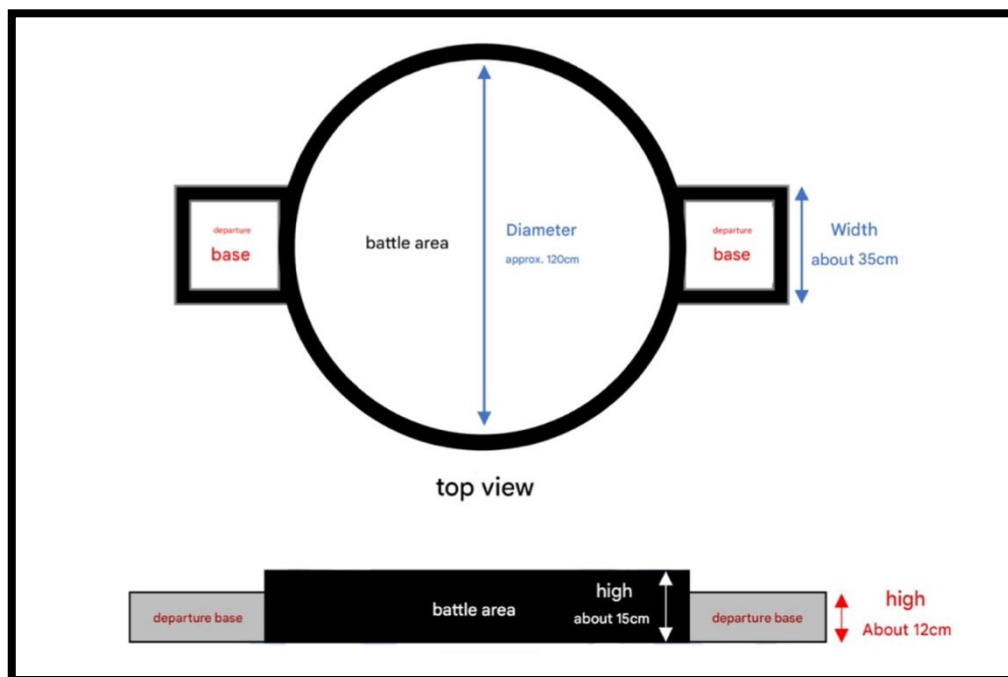 departure
base
battle area
Diameter
approx. 120cm
departure
base
Width
about 35cm
top view
departure base
battle area
high
about 15cm
departure base
high
About 12cm